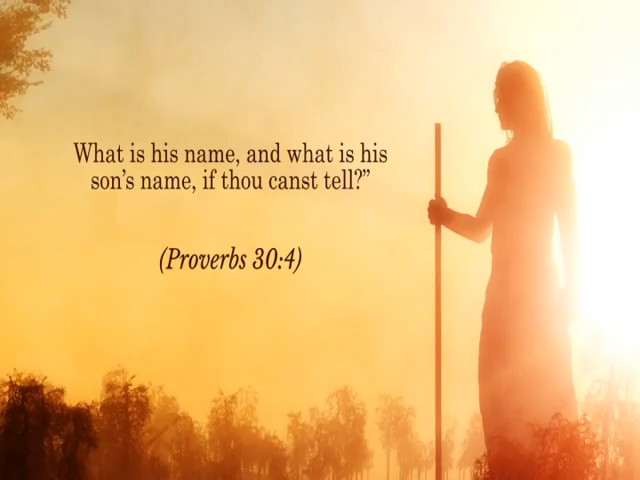 What is his name, and what is his
son’s name, if thou canst tell?”
(Proverbs 30:4)